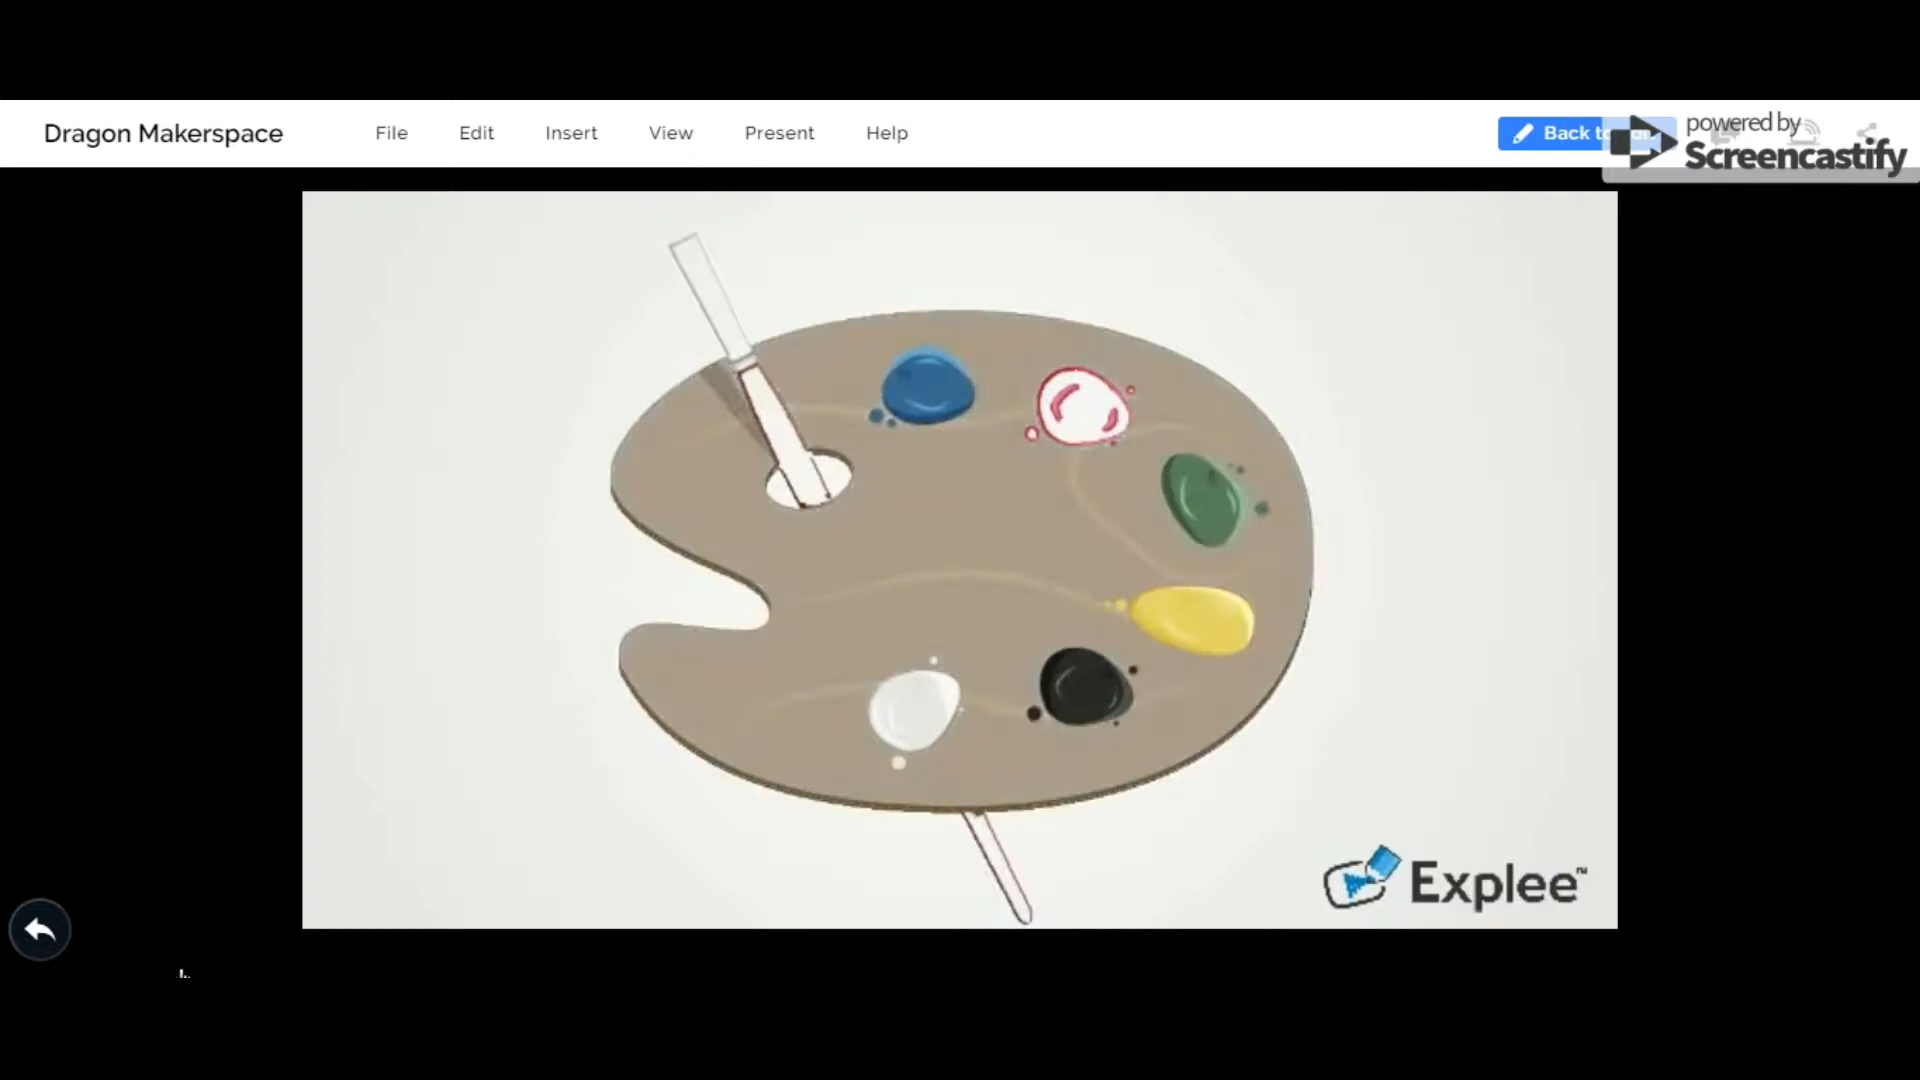 Dragon Makerspace
File Edit Insert View Present Help
Back
powered by
Screencastify
Explee™